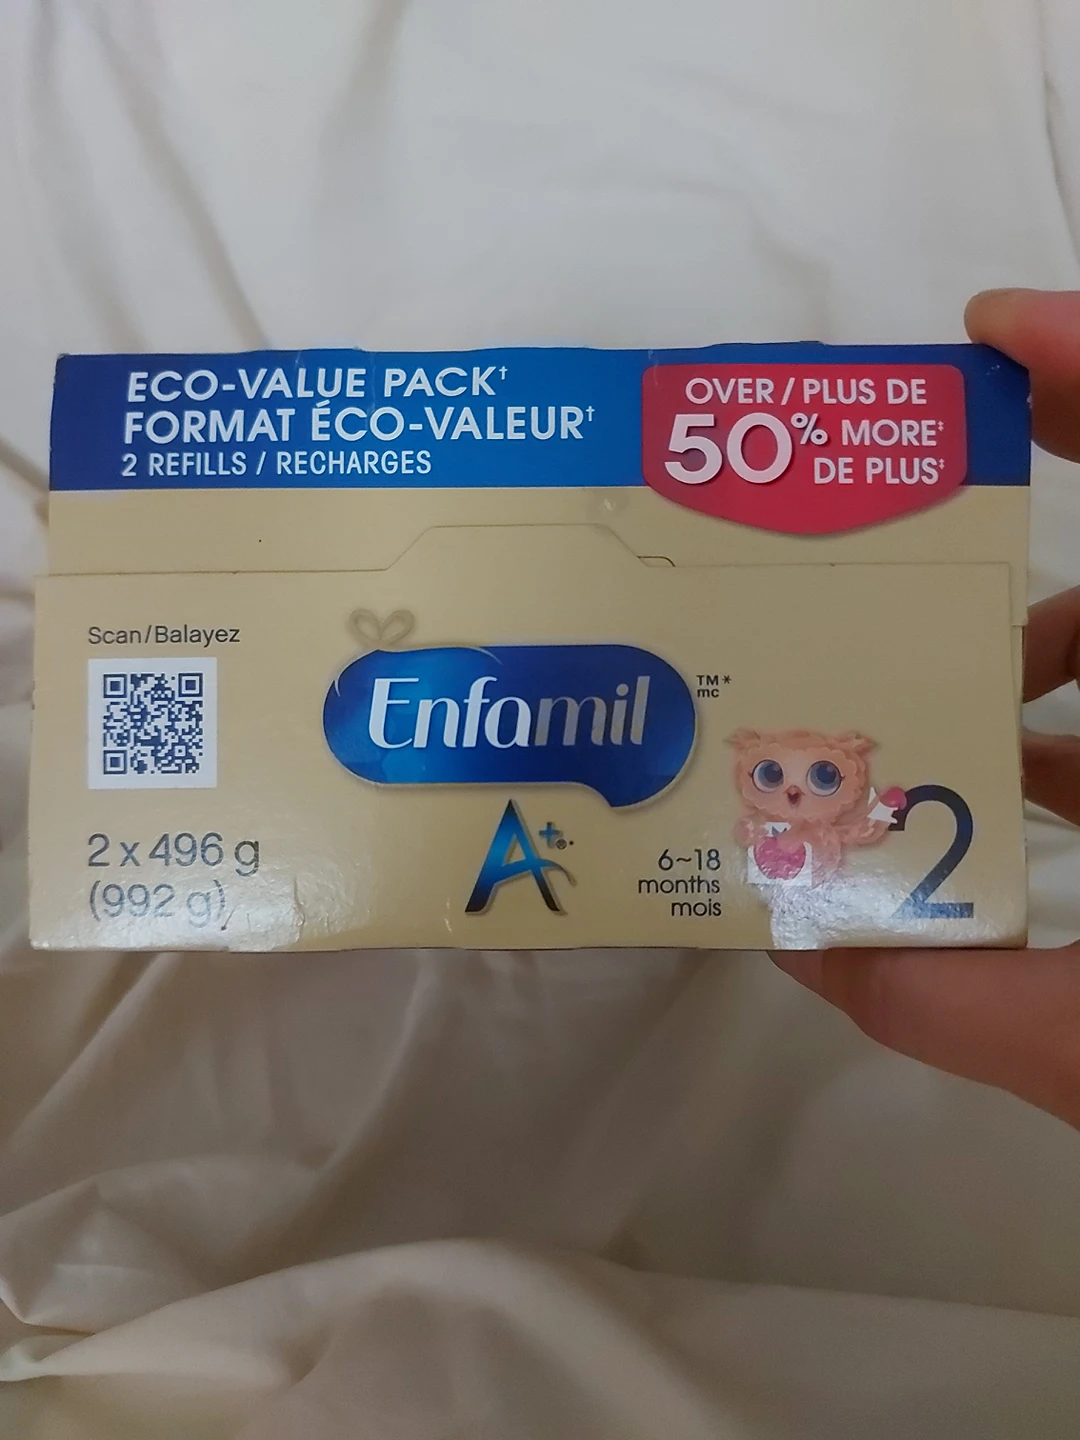 ECO-VALUE PACK†
FORMAT ÉCO-VALEUR†
2 REFILLS / RECHARGES
OVER / PLUS DE
50% MORE‡
DE PLUS‡
Scan/Balayez
Enfamil
TM*
mc
A+®
2 x 496 g
(992 g)
6~18
months
mois
2